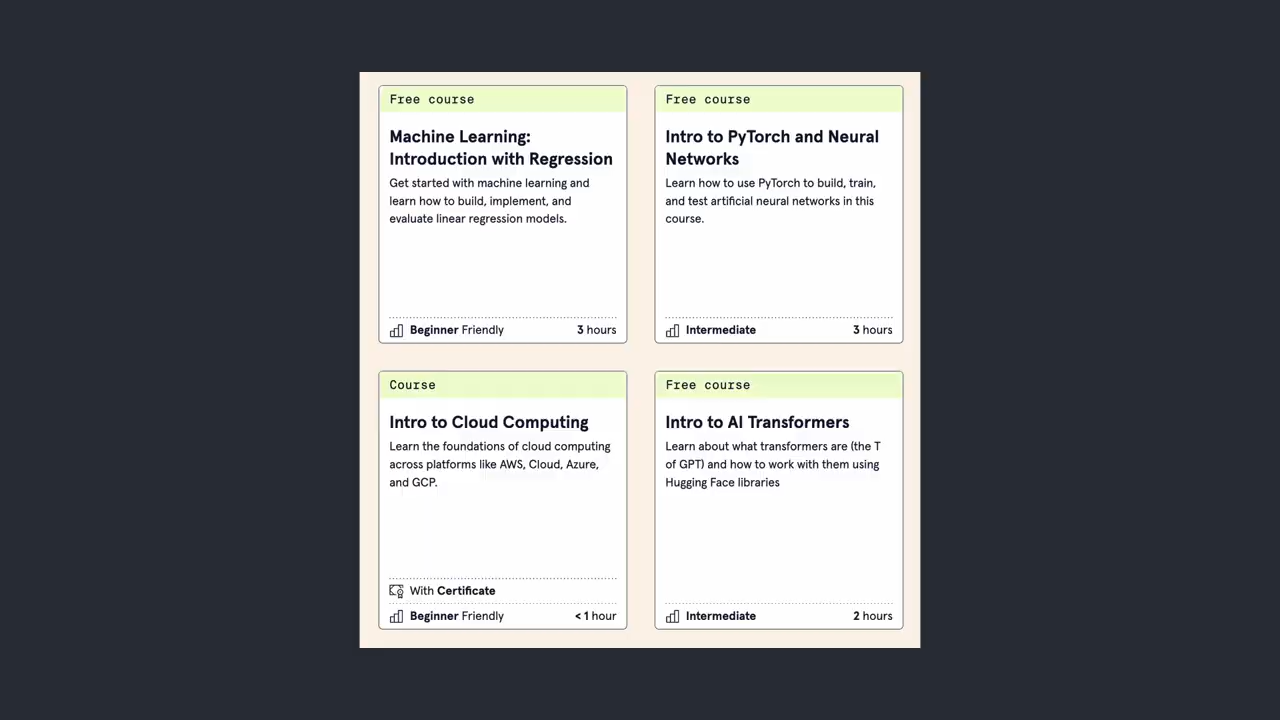 Free course
Machine Learning:
Introduction with Regression
Get started with machine learning and
learn how to build, implement, and
evaluate linear regression models.
Beginner Friendly
3 hours
Free course
Intro to PyTorch and Neural
Networks
Learn how to use PyTorch to build, train,
and test artificial neural networks in this
course.
Intermediate
3 hours
Course
Intro to Cloud Computing
Learn the foundations of cloud computing
across platforms like AWS, Cloud, Azure,
and GCP.
With Certificate
Beginner Friendly
< 1 hour
Free course
Intro to AI Transformers
Learn about what transformers are (the T
of GPT) and how to work with them using
Hugging Face libraries
Intermediate
2 hours